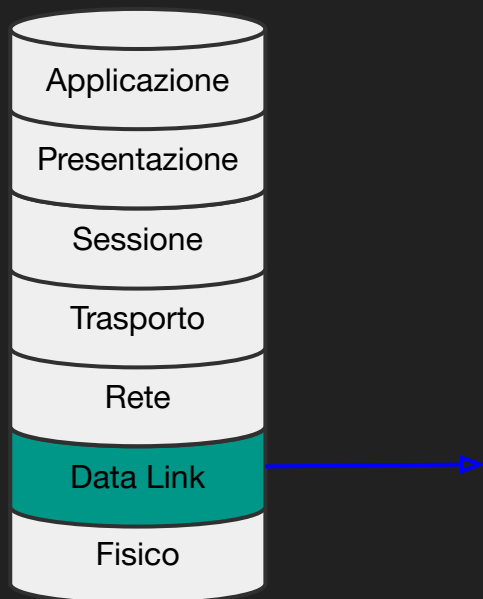 Applicazione
Presentazione
Sessione
Trasporto
Rete
Data Link
Fisico